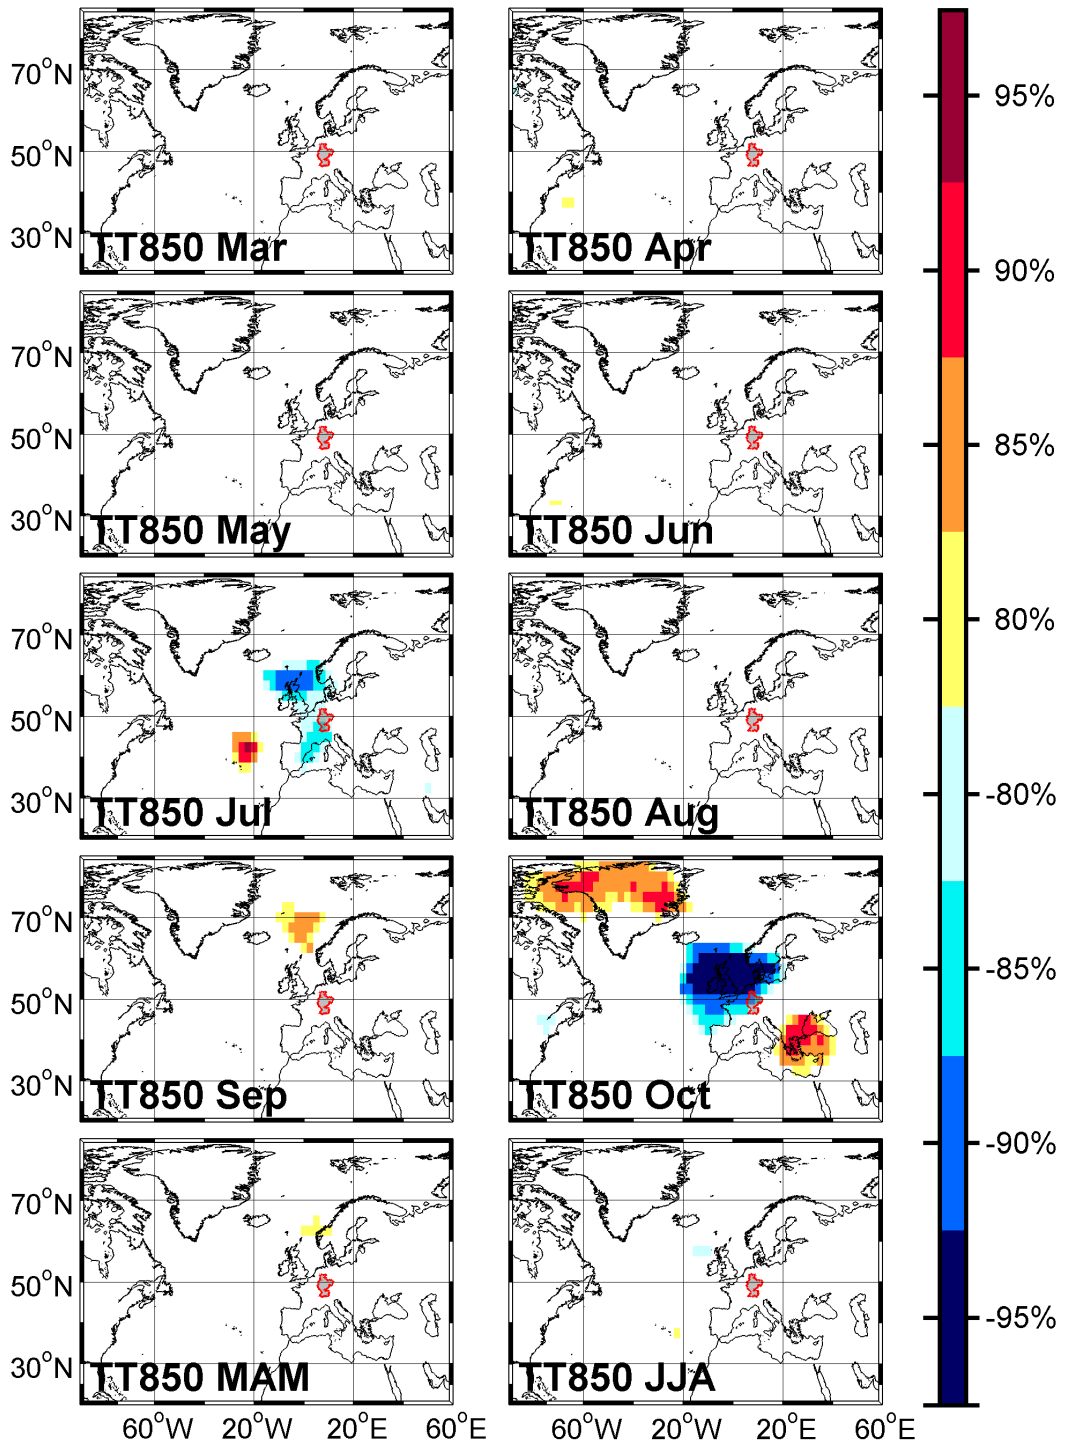 70°N
50°N
30°N
TT850 Mar
TT850 Apr
95%
90%
70°N
50°N
30°N
TT850 May
TT850 Jun
85%
80%
70°N
50°N
30°N
TT850 Jul
TT850 Aug
-80%
70°N
50°N
30°N
TT850 Sep
TT850 Oct
-85%
-90%
70°N
50°N
30°N
TT850 MAM
TT850 JJA
-95%
60°W 20°W 20°E 60°E
60°W 20°W 20°E 60°E